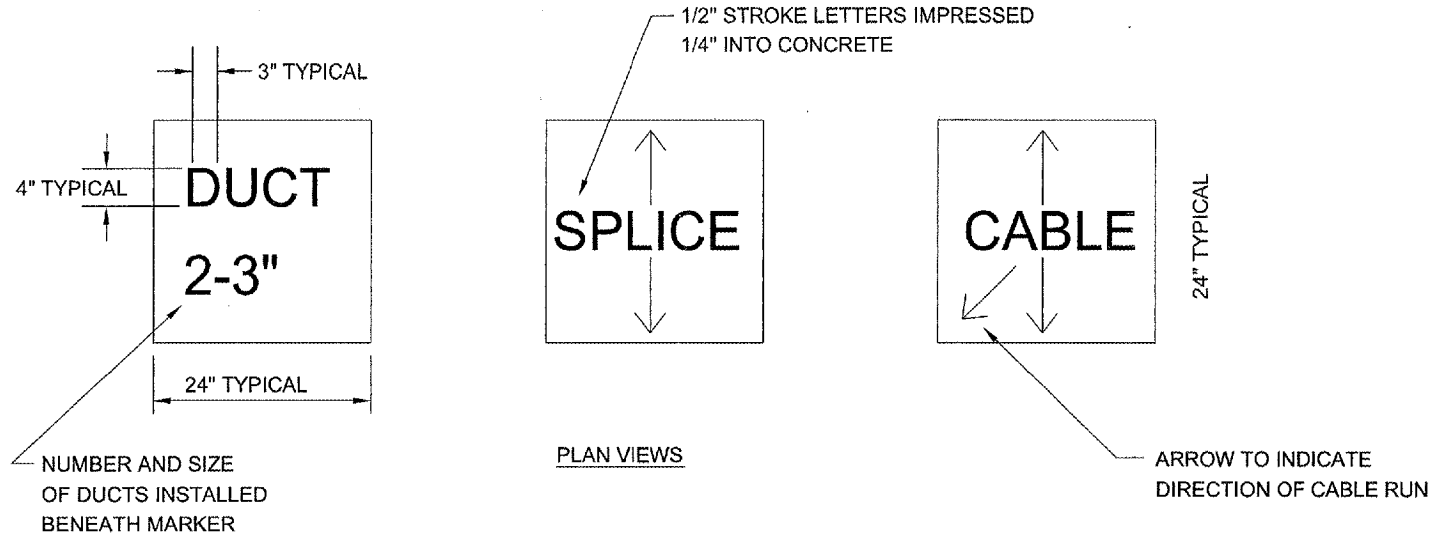 1/2" STROKE LETTERS IMPRESSED
1/4" INTO CONCRETE
3" TYPICAL
4" TYPICAL
DUCT
2-3"
24" TYPICAL
NUMBER AND SIZE
OF DUCTS INSTALLED
BENEATH MARKER
SPLICE
PLAN VIEWS
CABLE
24" TYPICAL
ARROW TO INDICATE
DIRECTION OF CABLE RUN